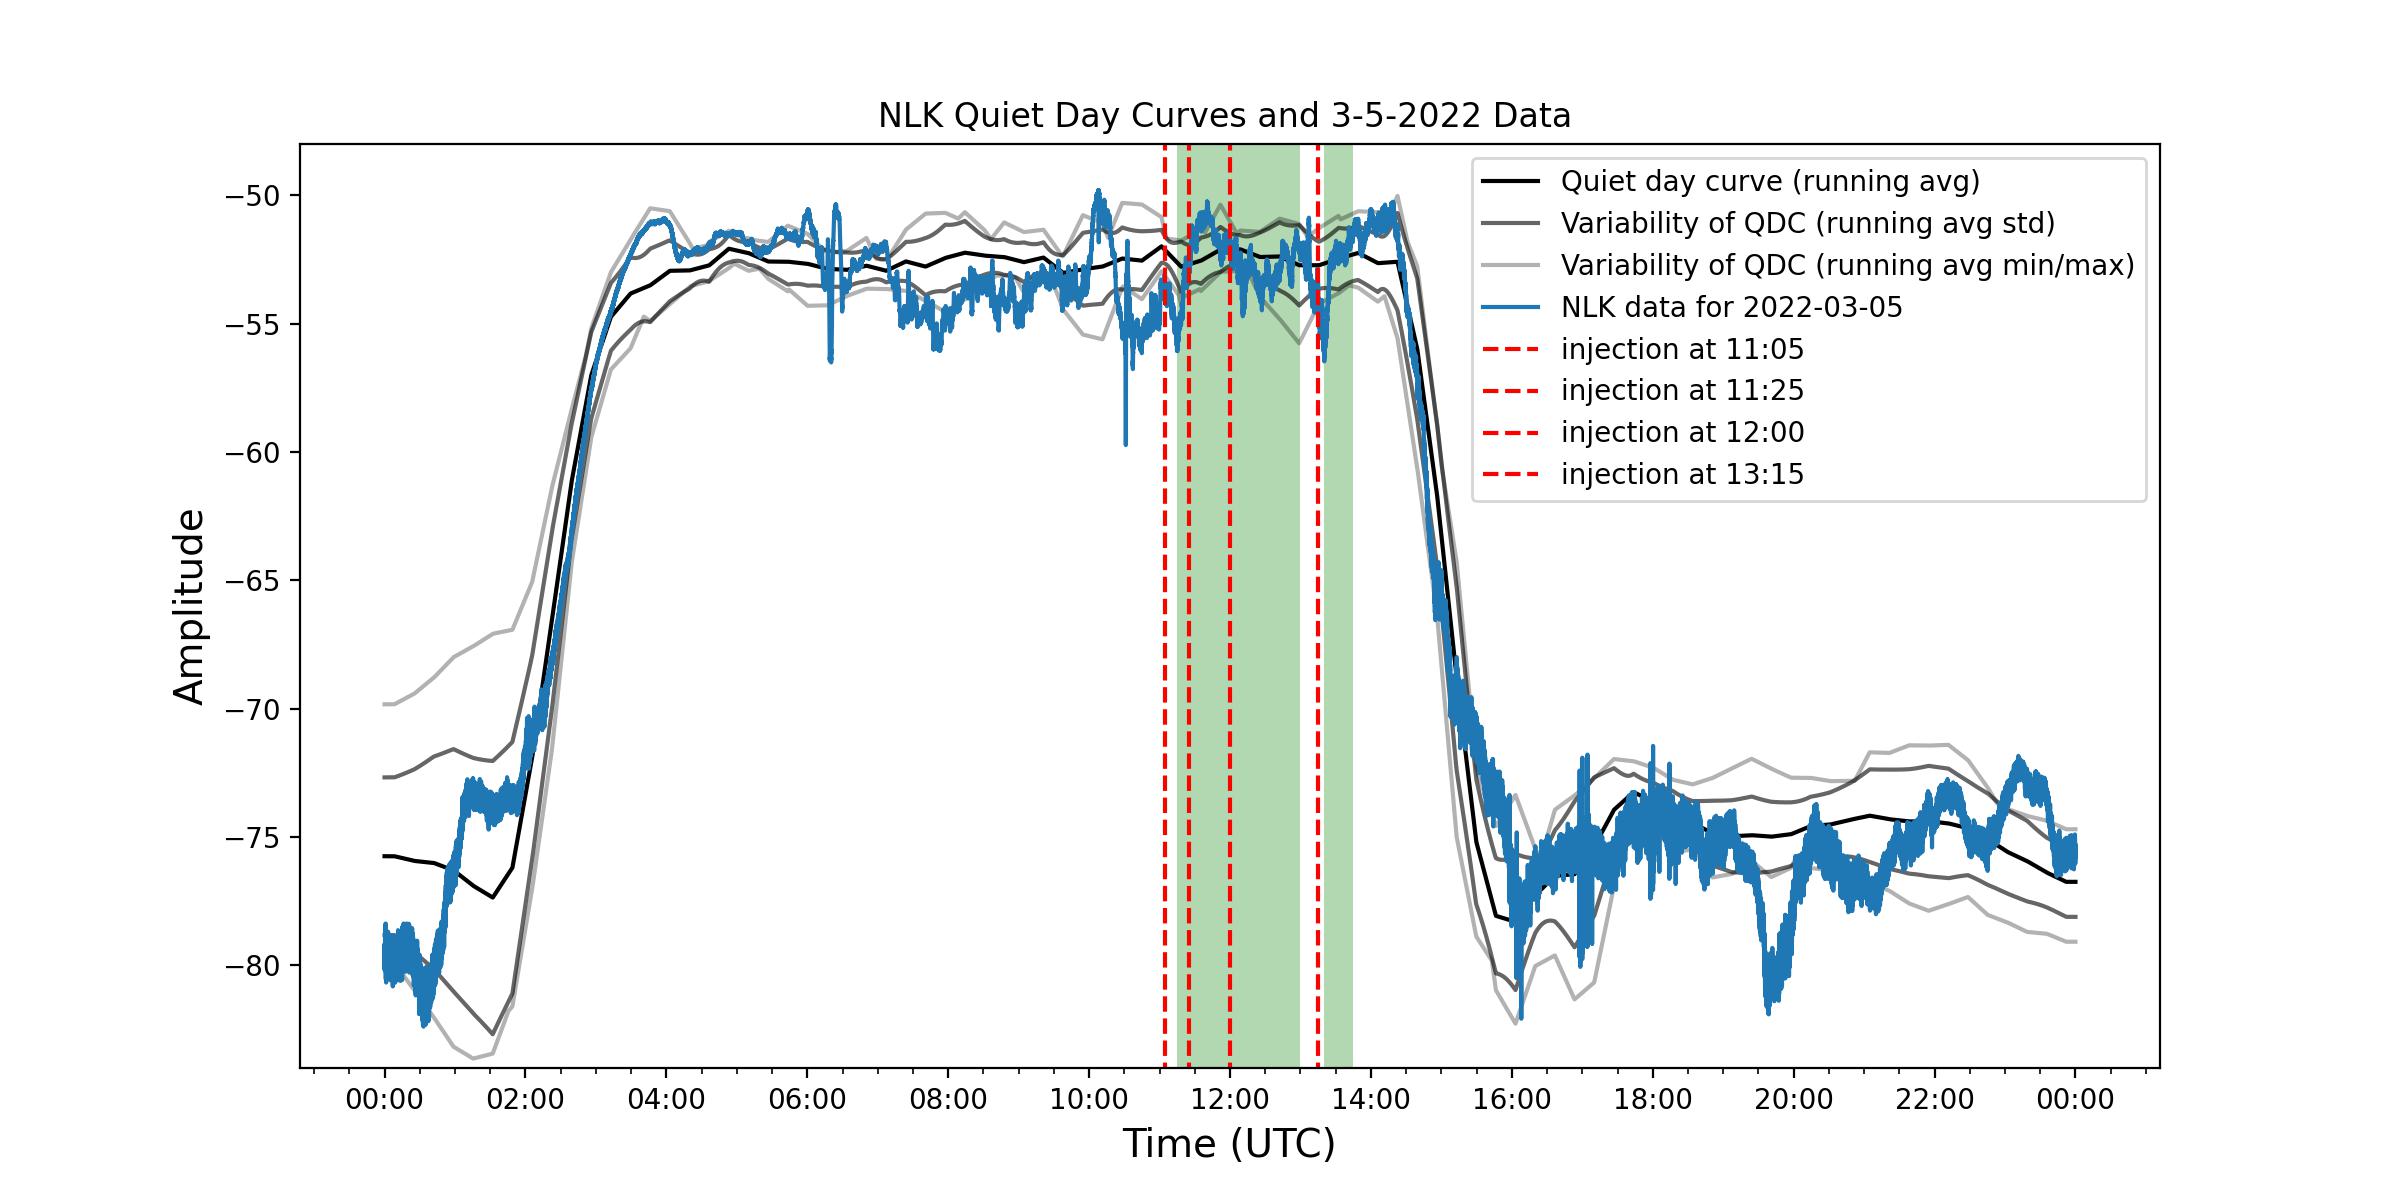 NLK Quiet Day Curves and 3-5-2022 Data
Quiet day curve (running avg)
Variability of QDC (running avg std)
Variability of QDC (running avg min/max)
NLK data for 2022-03-05
injection at 11:05
injection at 11:25
injection at 12:00
injection at 13:15
Amplitude
−50
−55
−60
−65
−70
−75
−80
00:00 02:00 04:00 06:00 08:00 10:00 12:00 14:00 16:00 18:00 20:00 22:00 00:00
Time (UTC)